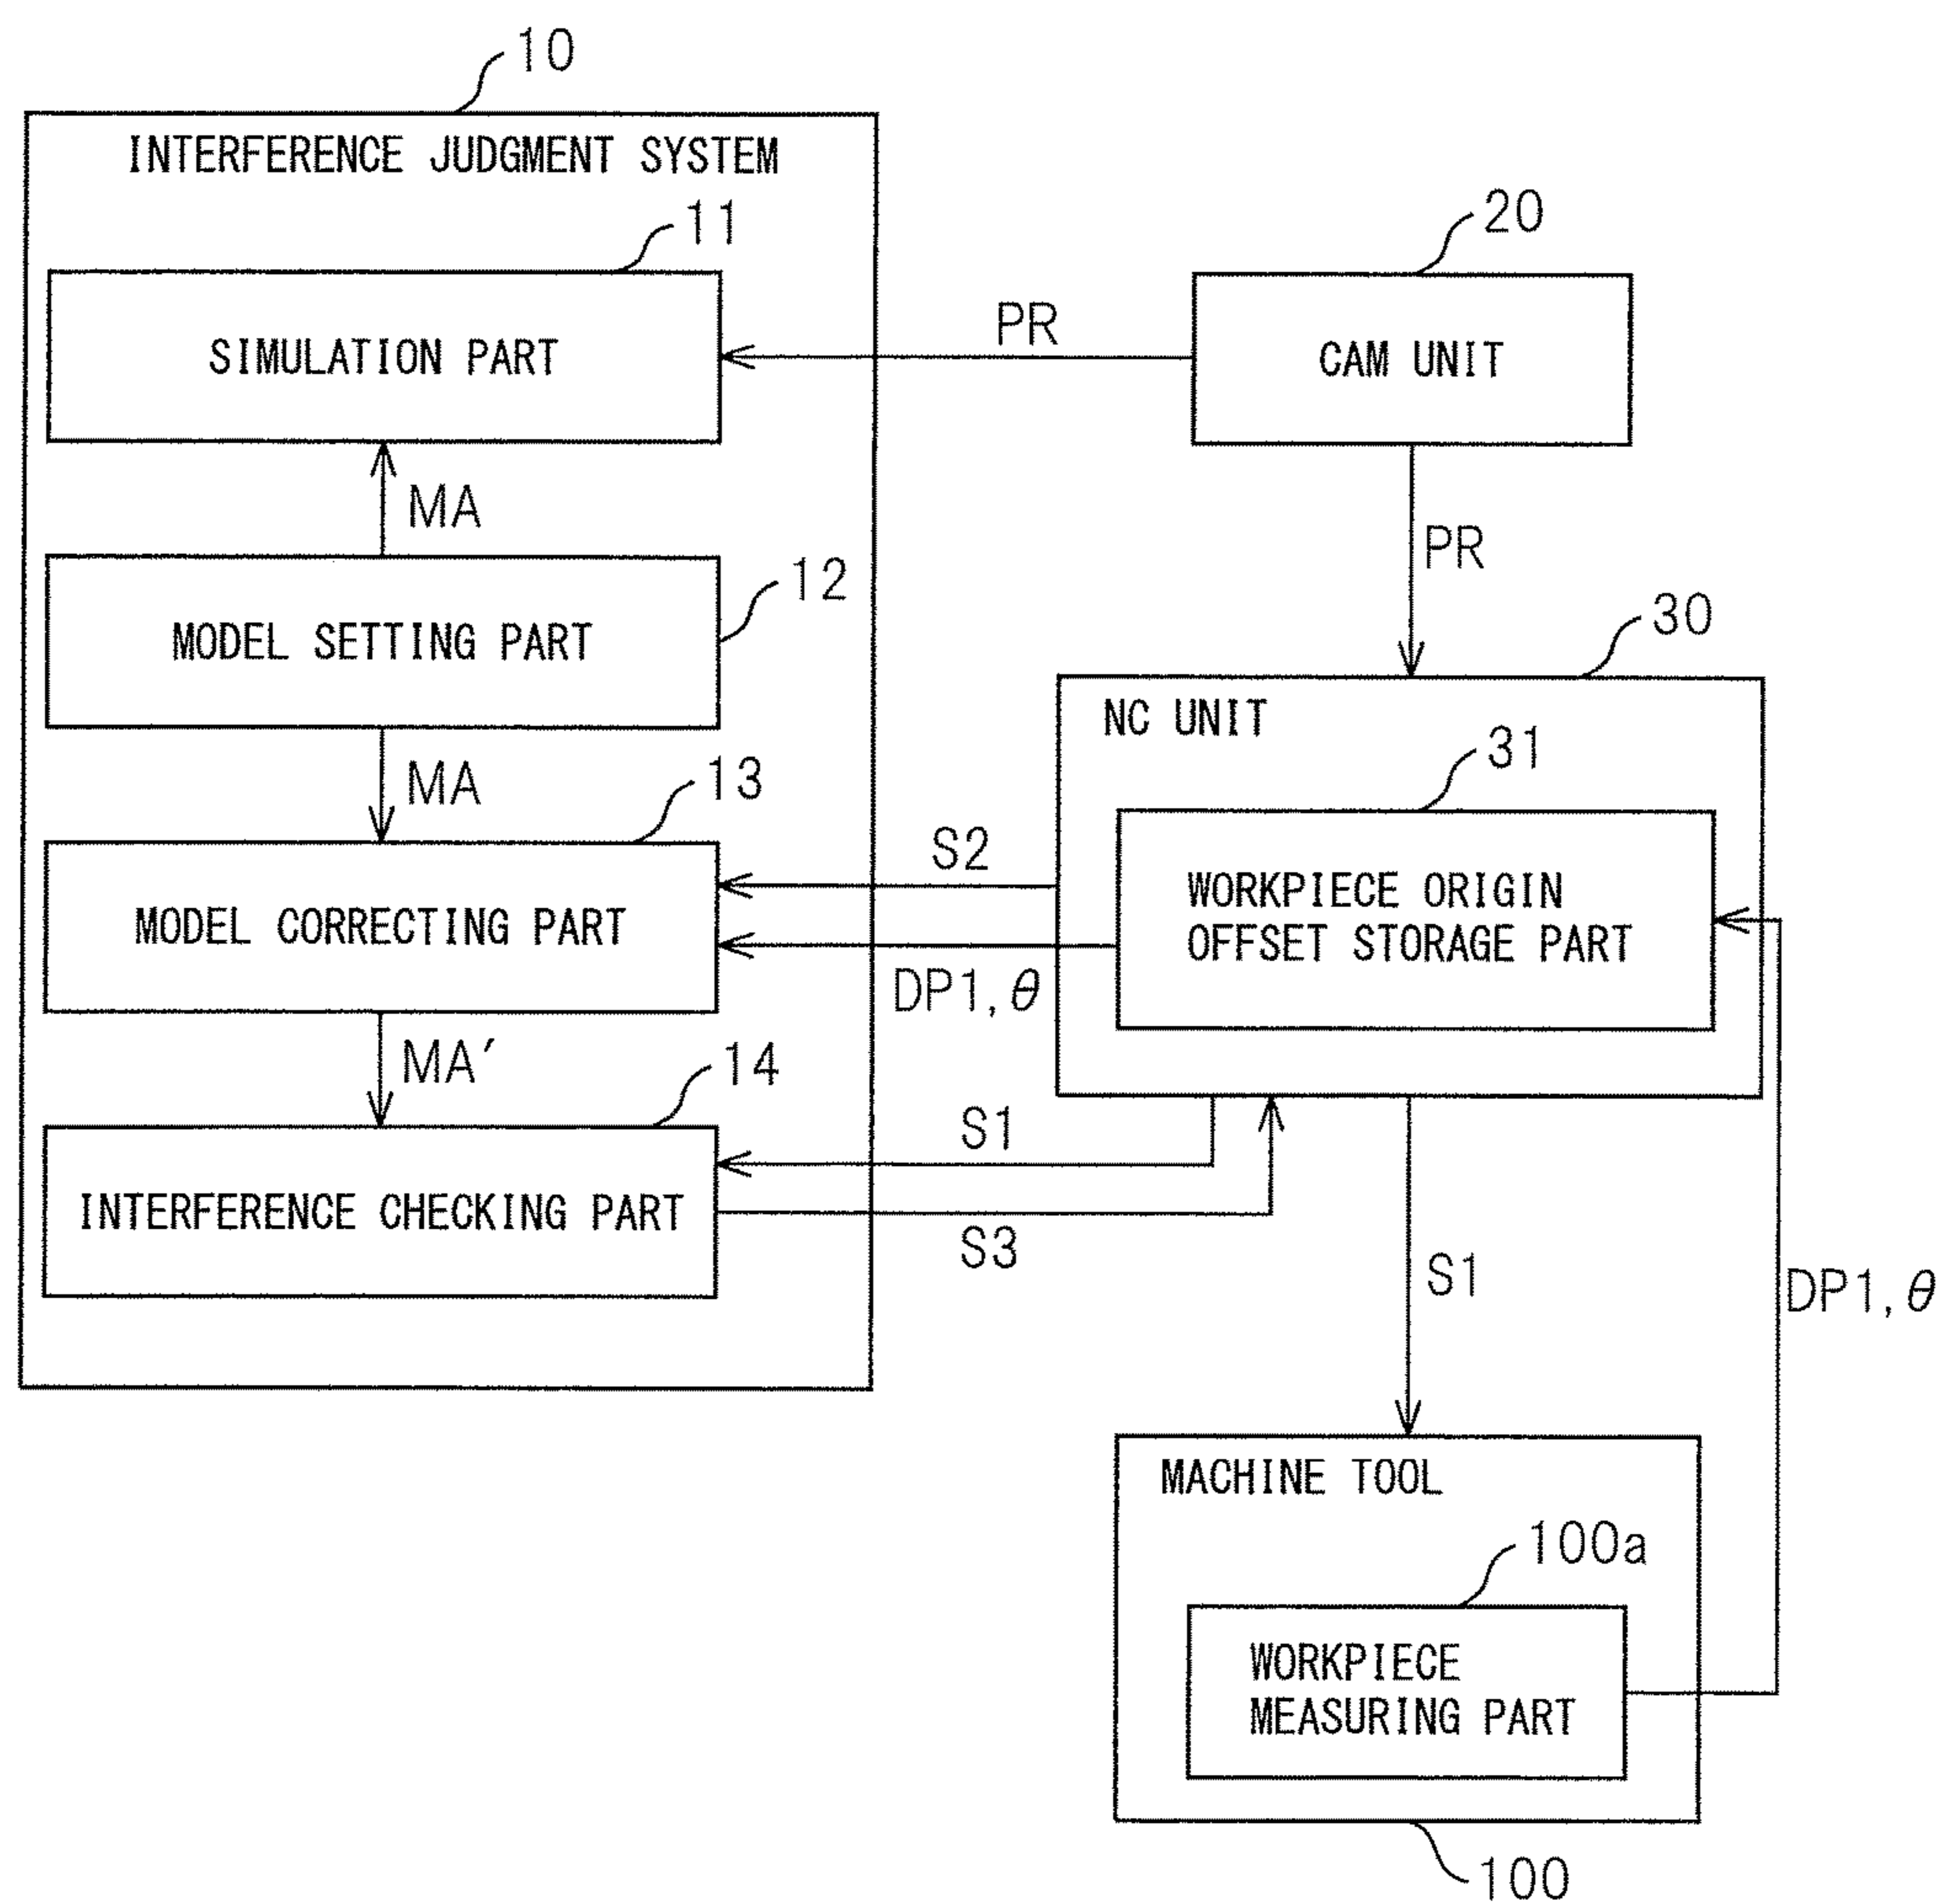 10
INTERFERENCE JUDGMENT SYSTEM
11
SIMULATION PART
PR
20
CAM UNIT
MA
PR
12
MODEL SETTING PART
30
NC UNIT
MA
13
31
S2
MODEL CORRECTING PART
WORKPIECE ORIGIN
OFFSET STORAGE PART
DP1, θ
MA′
14
S1
INTERFERENCE CHECKING PART
S3
S1
DP1, θ
MACHINE TOOL
100a
WORKPIECE
MEASURING PART
100